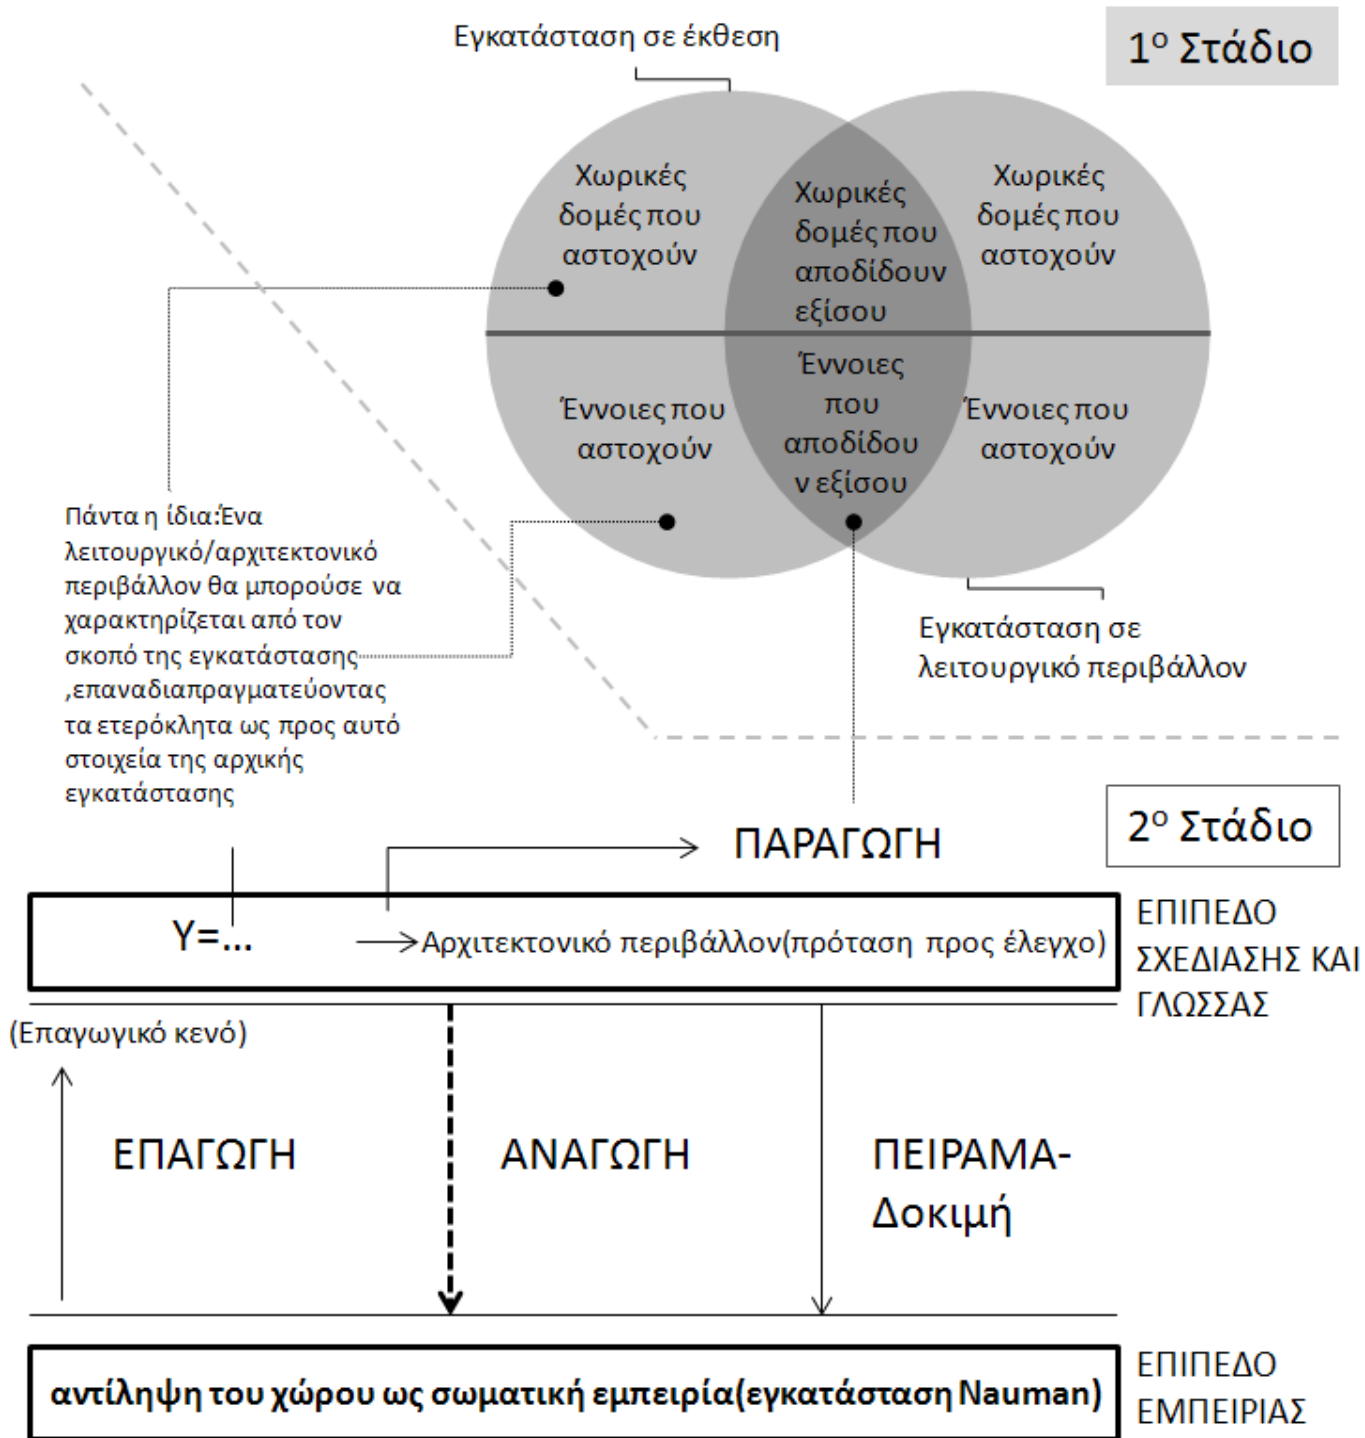 Εγκατάσταση σε έκθεση
1ο Στάδιο
Χωρικές
δομές που
αστοχούν
Χωρικές
δομές που
αποδίδουν
εξίσου
Χωρικές
δομές που
αστοχούν
Έννοιες που
αστοχούν
Έννοιες
που
αποδίδου
ν εξίσου
Έννοιες που
αστοχούν
Πάντα η ίδια:Ένα
λειτουργικό/αρχιτεκτονικό
περιβάλλον θα μπορούσε να
χαρακτηρίζεται από τον
σκοπό της εγκατάστασης
,επαναδιαπραγματεύοντας
τα ετερόκλητα ως προς αυτό
στοιχεία της αρχικής
εγκατάστασης
Εγκατάσταση σε
λειτουργικό περιβάλλον
2ο Στάδιο
ΠΑΡΑΓΩΓΗ
Υ=...
Αρχιτεκτονικό περιβάλλον(πρόταση προς έλεγχο)
ΕΠΙΠΕΔΟ
ΣΧΕΔΙΑΣΗΣ ΚΑΙ
ΓΛΩΣΣΑΣ
(Επαγωγικό κενό)
ΕΠΑΓΩΓΗ
ΑΝΑΓΩΓΗ
ΠΕΙΡΑΜΑ-
Δοκιμή
αντίληψη του χώρου ως σωματική εμπειρία(εγκατάσταση Nauman)
ΕΠΙΠΕΔΟ
ΕΜΠΕΙΡΙΑΣ